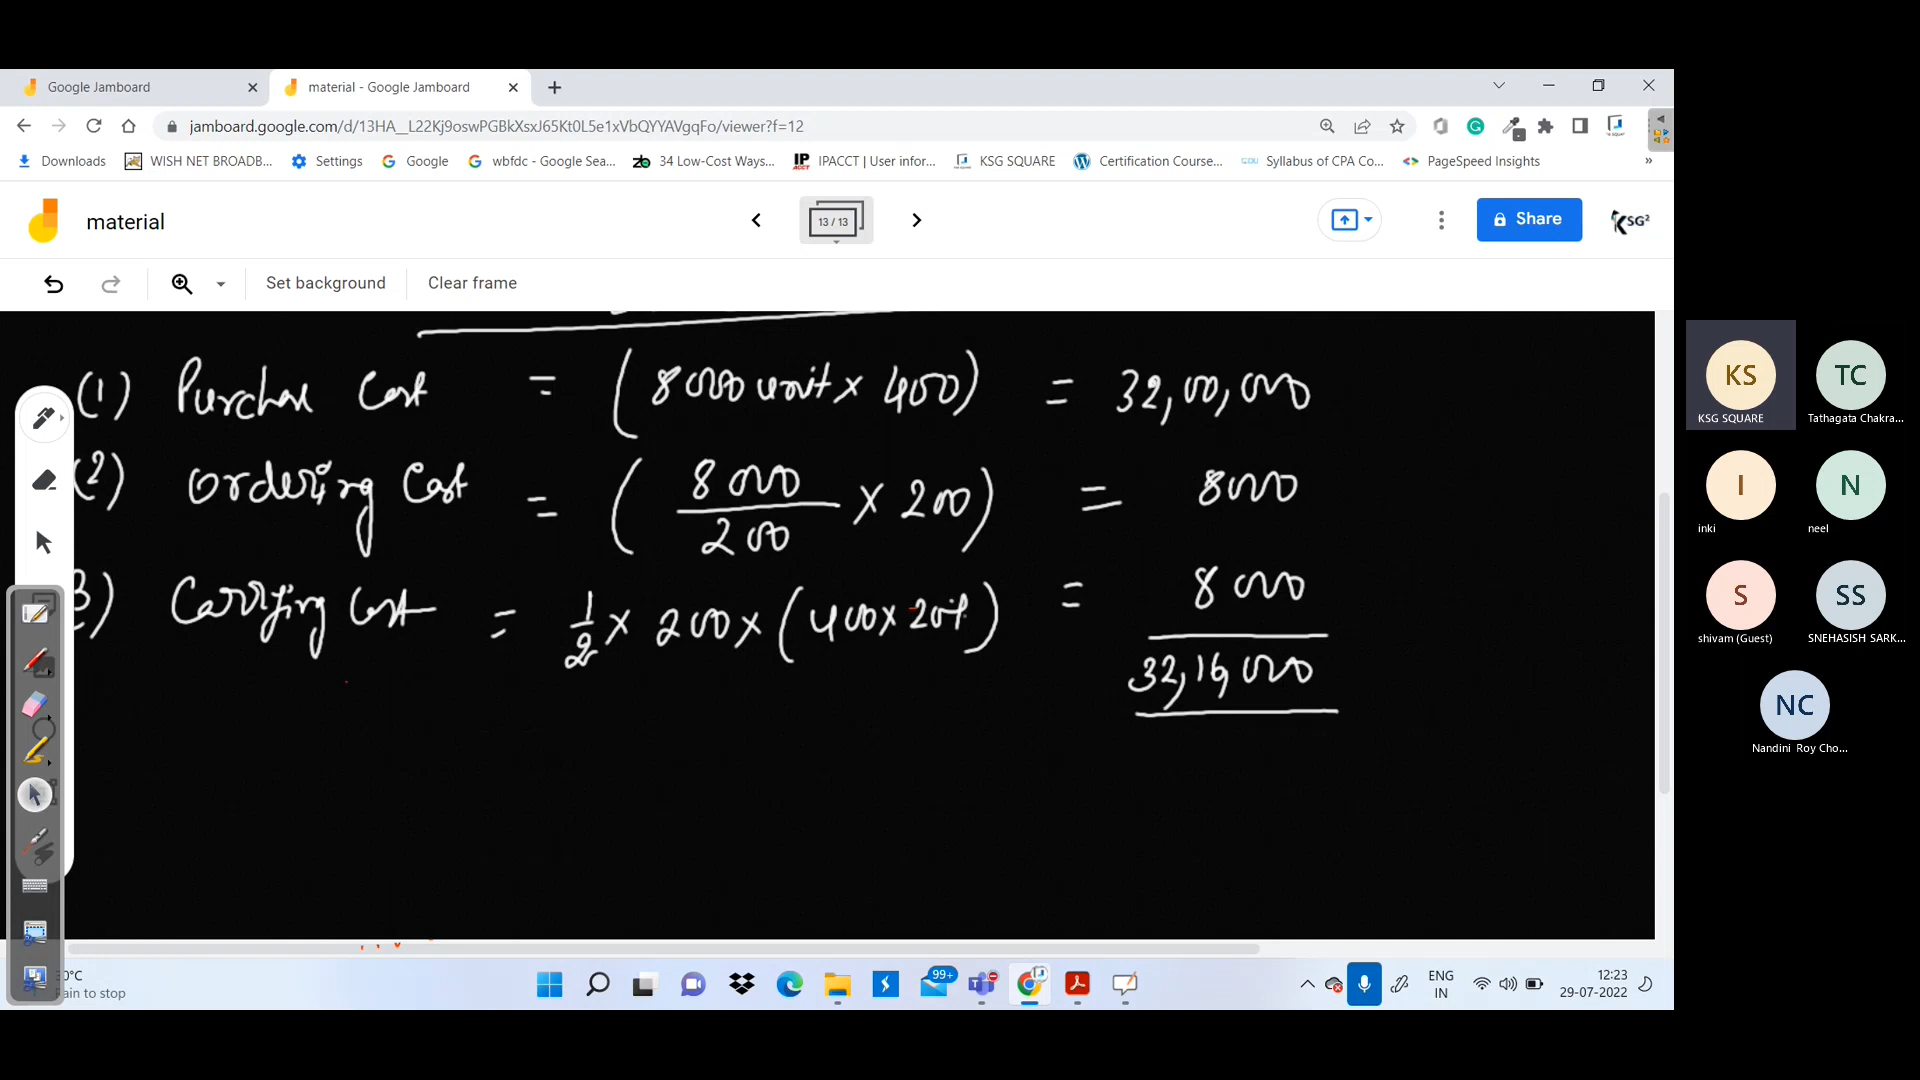 Google Jamboard
material - Google Jamboard
jamboard.google.com/d/13HA__L22Kj9oswPGBkXsxJ65Kt0L5e1xVbQYYAVgqFo/viewer?f=12
Downloads WISH NET BROADB... Settings Google wbfdc - Google Sea... 34 Low-Cost Ways... IPACCT | User infor... KSG SQUARE Certification Course... Syllabus of CPA Co... PageSpeed Insights »
material
13 / 13
Share
KSG²
Set background Clear frame
(1) Purchase Cost = (8000 unit × 400) = 32,00,000
(2) Ordering Cost = ( 8000 / 200 × 200) = 8000
3) Carrying Cost = 1/2 × 200 × (400 × 20%) = 8000
32,16,000
KS
KSG SQUARE
TC
Tathagata Chakra...
I
inki
N
neel
S
shivam (Guest)
SS
SNEHASISH SARK...
NC
Nandini Roy Cho...
0°C
ain to stop
99+
ENG
IN
12:23
29-07-2022